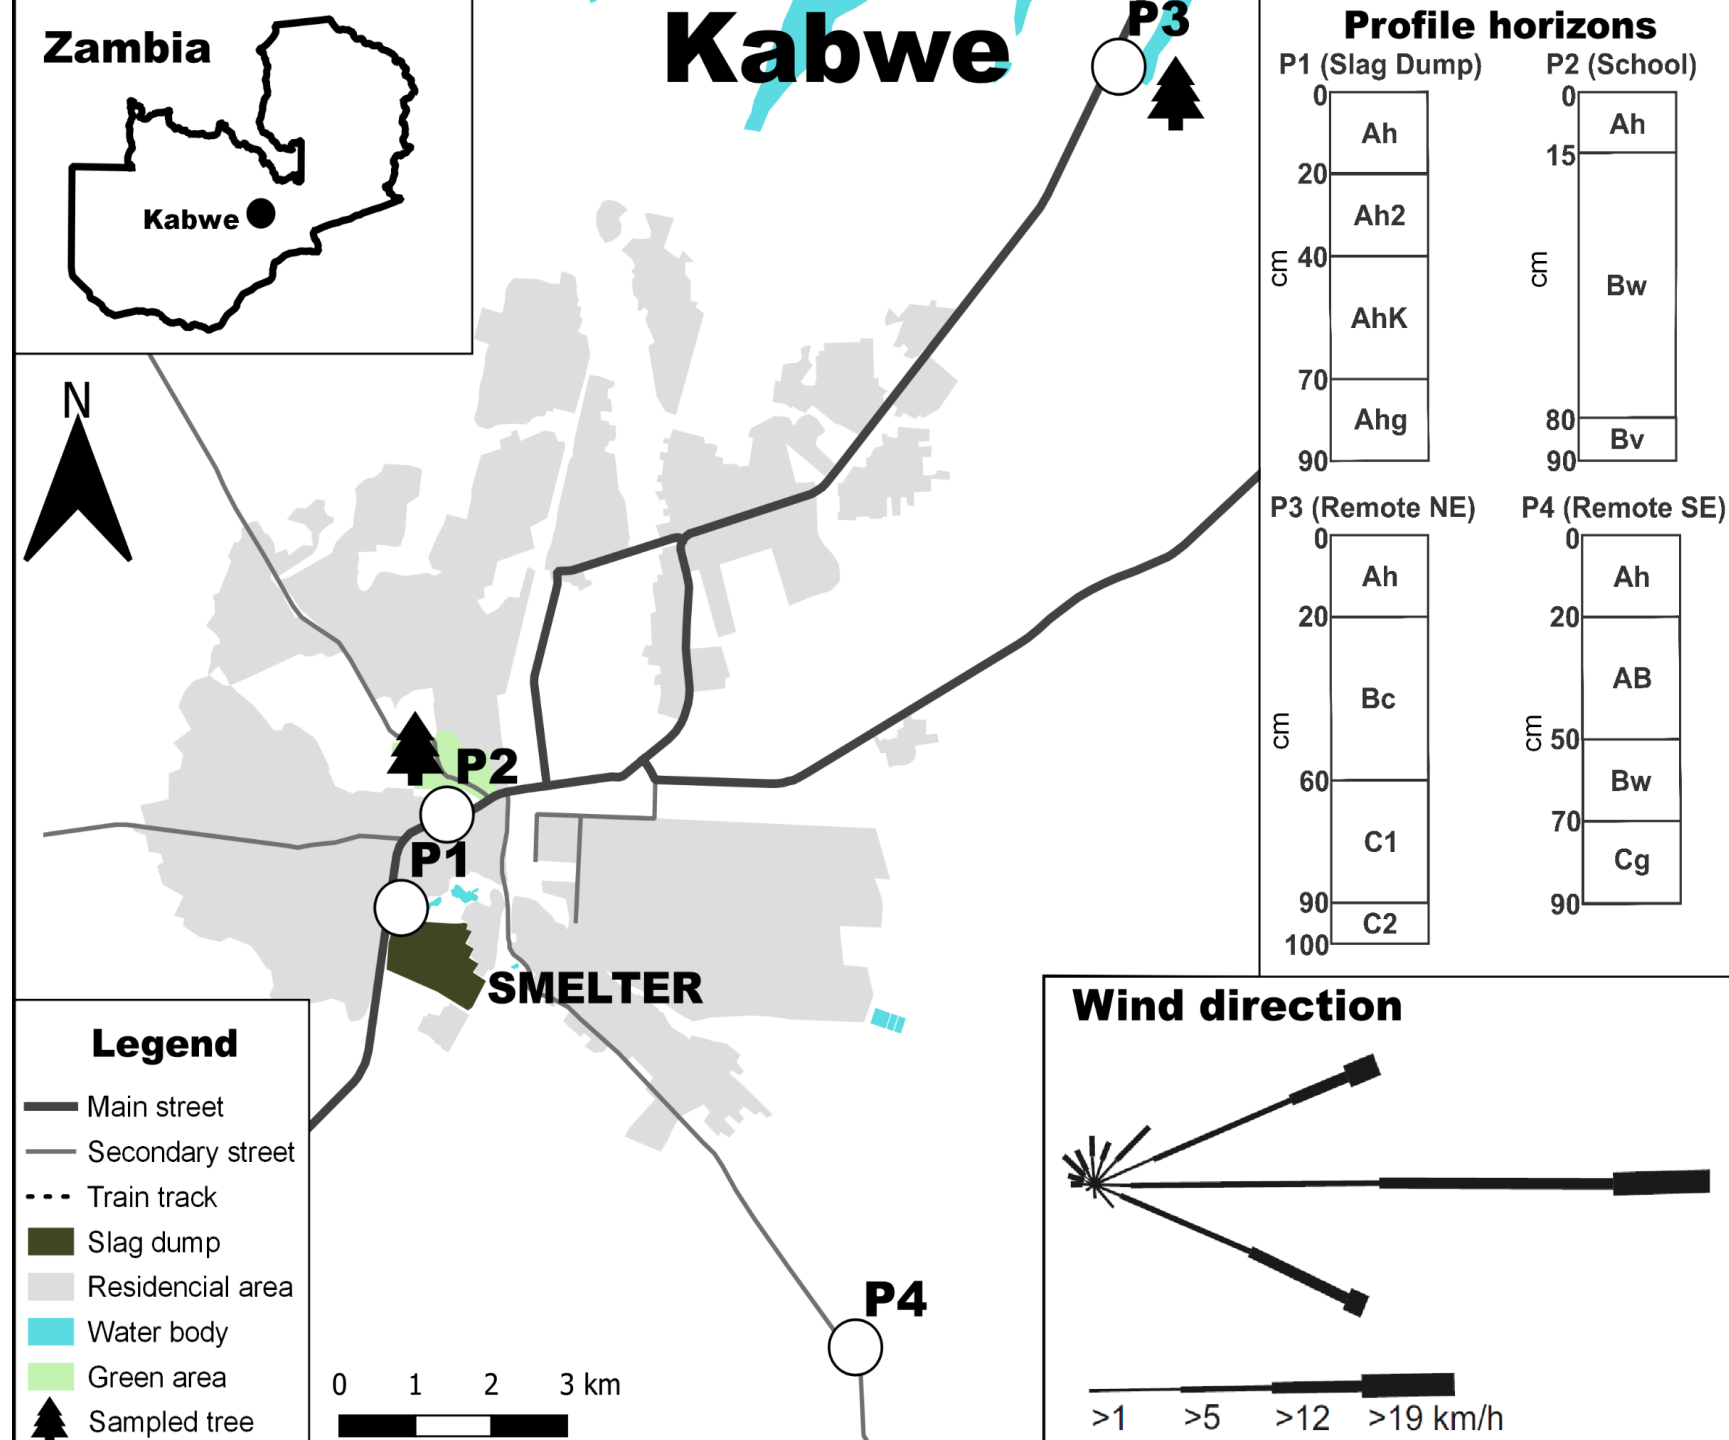 Zambia
Kabwe
Kabwe
N
P3
P2
P1
SMELTER
P4
Legend
Main street
Secondary street
Train track
Slag dump
Residencial area
Water body
Green area
Sampled tree
0 1 2 3 km
Profile horizons
P1 (Slag Dump)
0
Ah
20
Ah2
40
cm
AhK
70
Ahg
90
P2 (School)
0
Ah
15
cm
Bw
80
Bv
90
P3 (Remote NE)
0
Ah
20
Bc
cm
60
C1
90
C2
100
P4 (Remote SE)
0
Ah
20
AB
cm
50
Bw
70
Cg
90
Wind direction
>1 >5 >12 >19 km/h